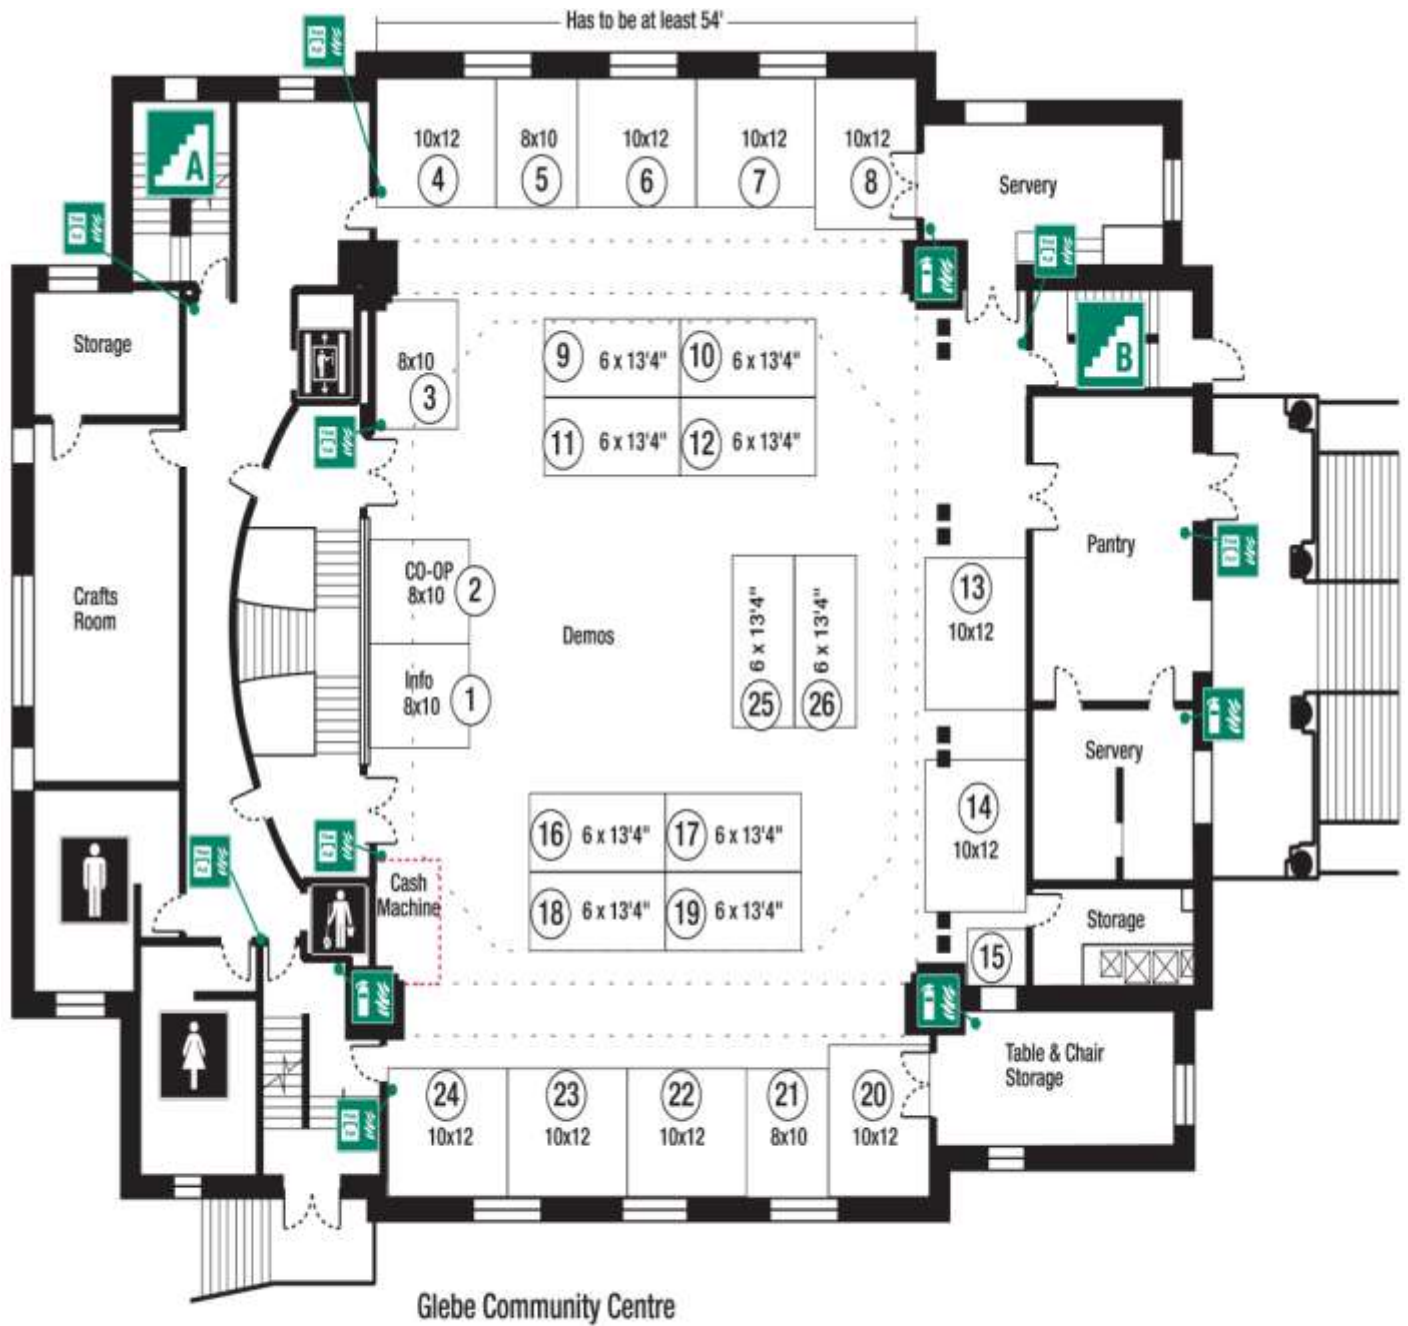 Has to be at least 54'
A
10x12
4
8x10
5
10x12
6
10x12
7
10x12
8
Servery
Storage
8x10
3
9 6 x 13'4"
10 6 x 13'4"
11 6 x 13'4"
12 6 x 13'4"
B
Crafts
Room
CO-OP
8x10
2
Info
8x10
1
Demos
6 x 13'4"
25
6 x 13'4"
26
13
10x12
Pantry
14
10x12
Servery
16 6 x 13'4"
17 6 x 13'4"
18 6 x 13'4"
19 6 x 13'4"
Cash
Machine
15
Storage
Table & Chair
Storage
24
10x12
23
10x12
22
10x12
21
8x10
20
10x12
Glebe Community Centre